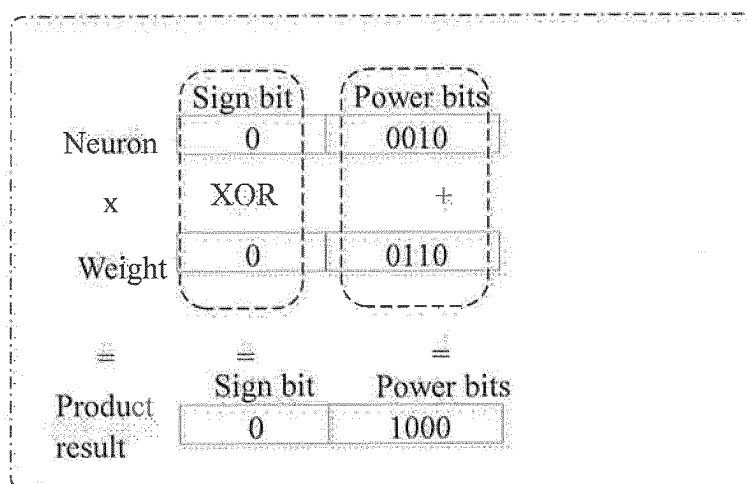 Sign bit Power bits
Neuron 0 0010
x XOR +
Weight 0 0110
= = =
Sign bit Power bits
Product
0 1000
result